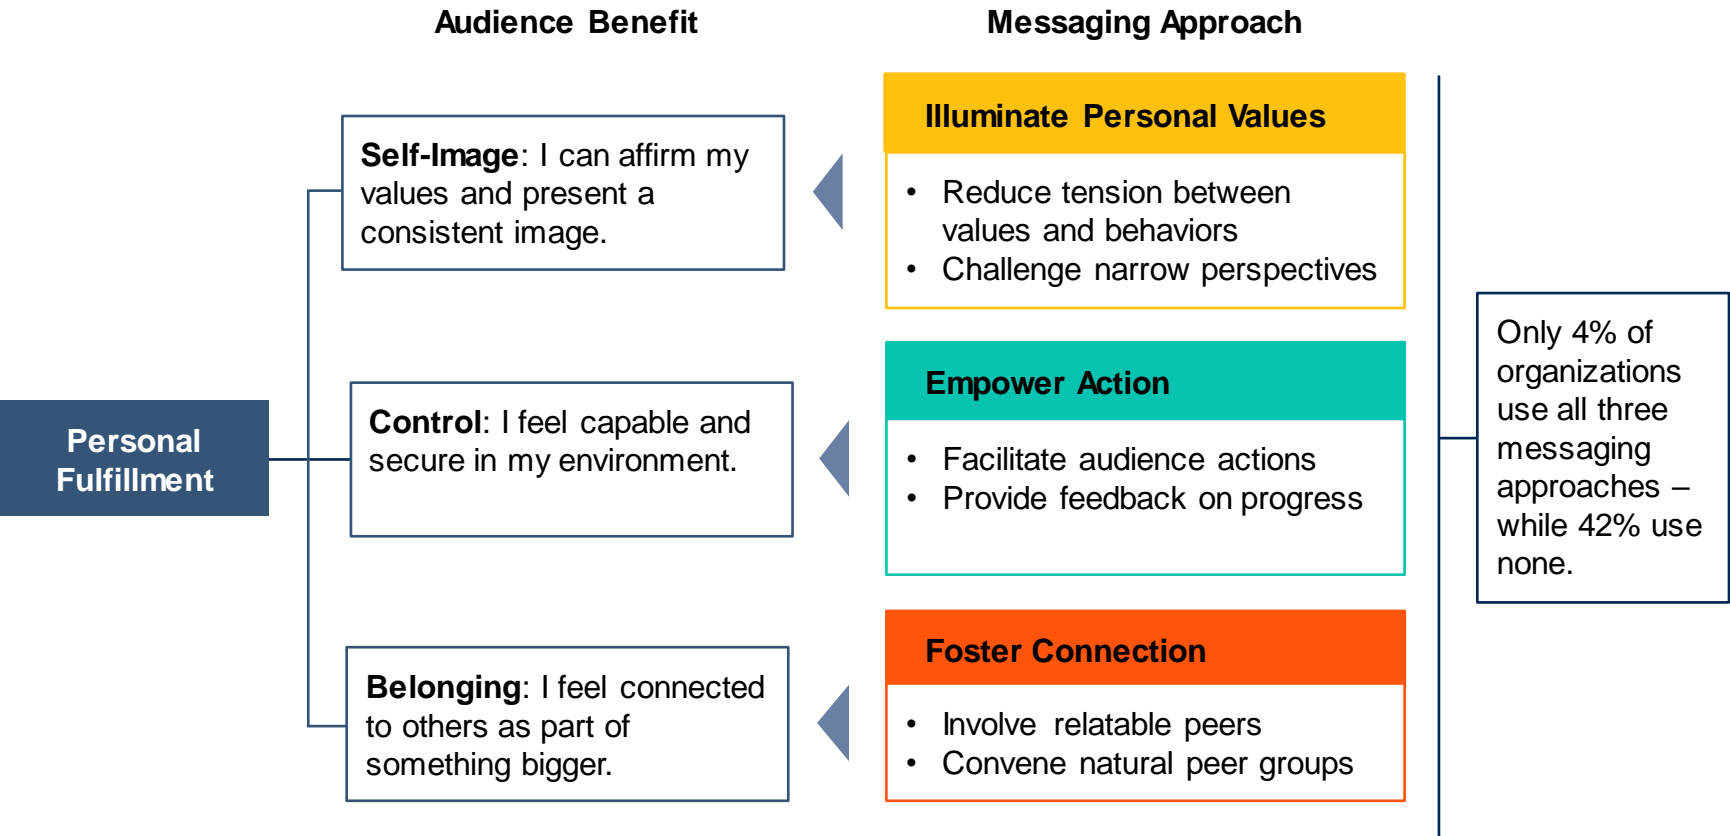 Audience Benefit
Messaging Approach
Personal
Fulfillment
Self-Image: I can affirm my
values and present a
consistent image.
Illuminate Personal Values
• Reduce tension between
values and behaviors
• Challenge narrow perspectives
Control: I feel capable and
secure in my environment.
Empower Action
• Facilitate audience actions
• Provide feedback on progress
Belonging: I feel connected
to others as part of
something bigger.
Foster Connection
• Involve relatable peers
• Convene natural peer groups
Only 4% of
organizations
use all three
messaging
approaches –
while 42% use
none.